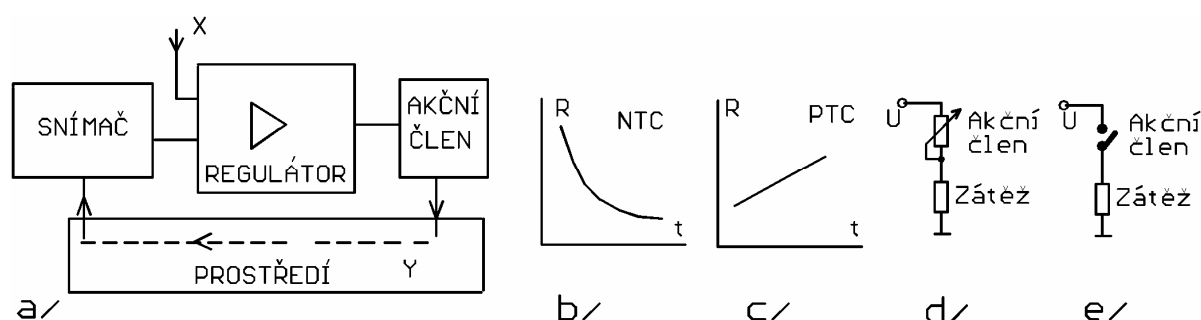 X
SNÍMAČ
REGULÁTOR
AKČNÍ
ČLEN
PROSTŘEDÍ
Y
a/
R
NTC
t
b/
R
PTC
t
c/
U
Akční
člen
Zátěž
d/
U
Akční
člen
Zátěž
e/